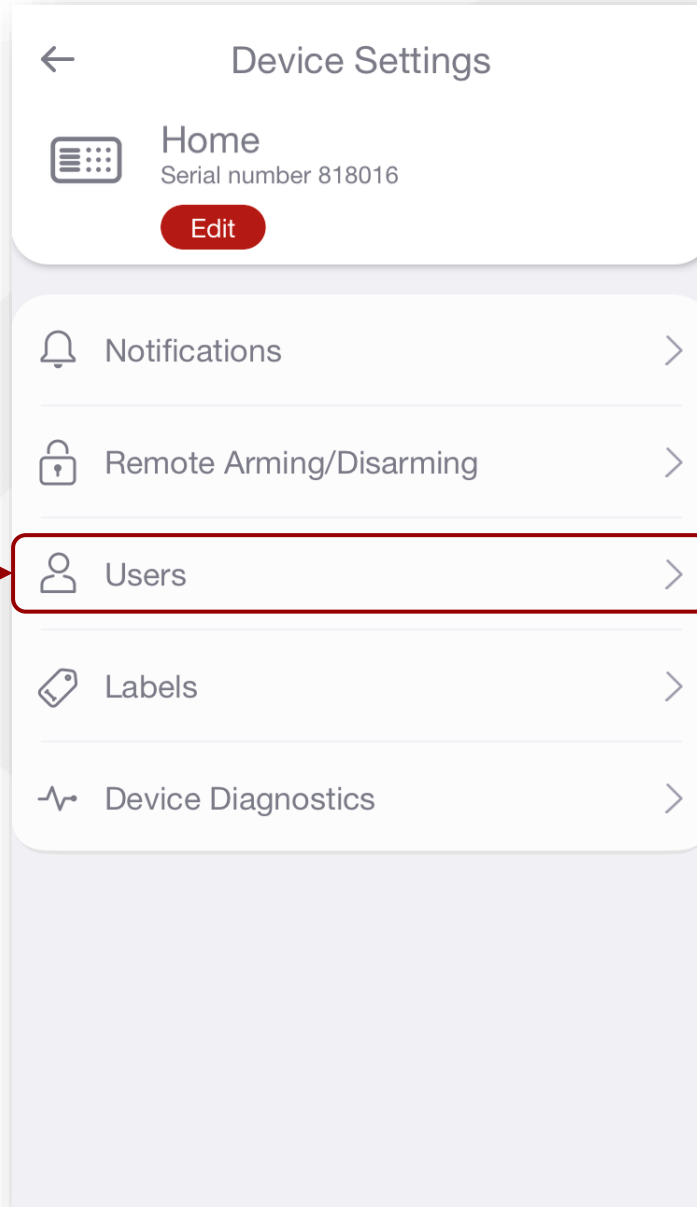 Device Settings
Home
Serial number 818016
Edit
Notifications
Remote Arming/Disarming
Users
Labels
Device Diagnostics